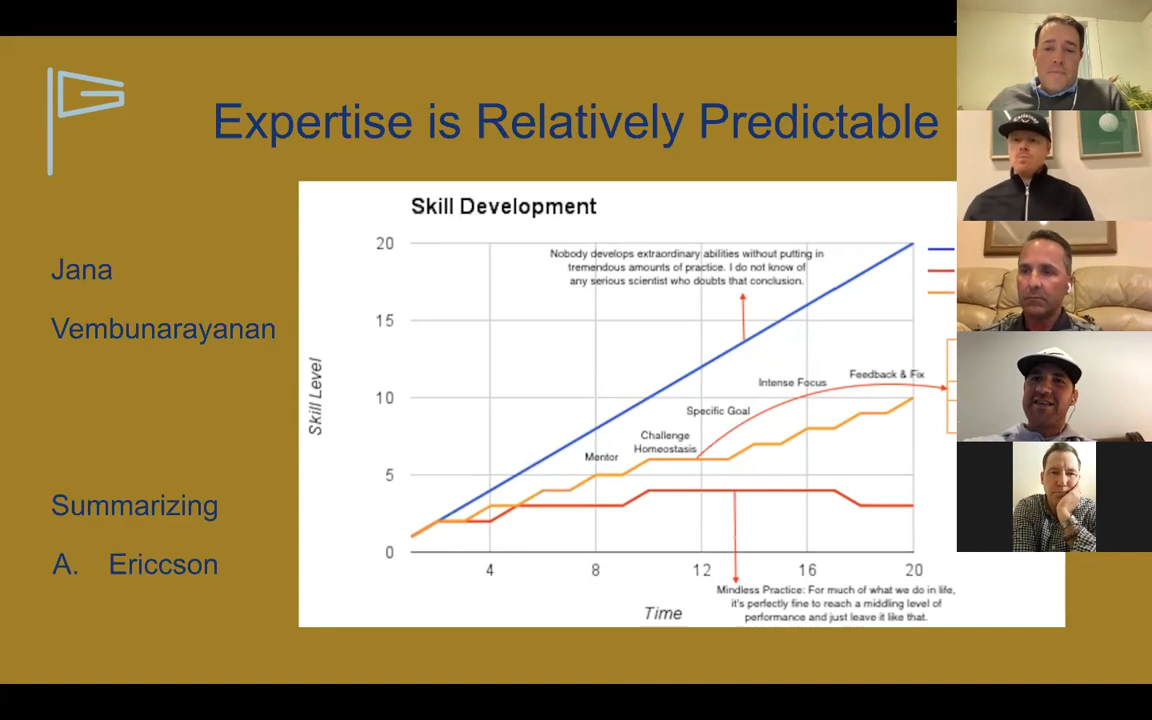 Expertise is Relatively Predictable
Jana
Vembunarayanan
Summarizing
A. Ericcson
Skill Development
Nobody develops extraordinary abilities without putting in
tremendous amounts of practice. I do not know of
any serious scientist who doubts that conclusion.
20
15
10
5
0
Skill Level
Feedback & Fix
Intense Focus
Specific Goal
Challenge
Homeostasis
Mentor
4 8 12 16 20
Time
Mindless Practice: For much of what we do in life,
it's perfectly fine to reach a middling level of
performance and just leave it like that.